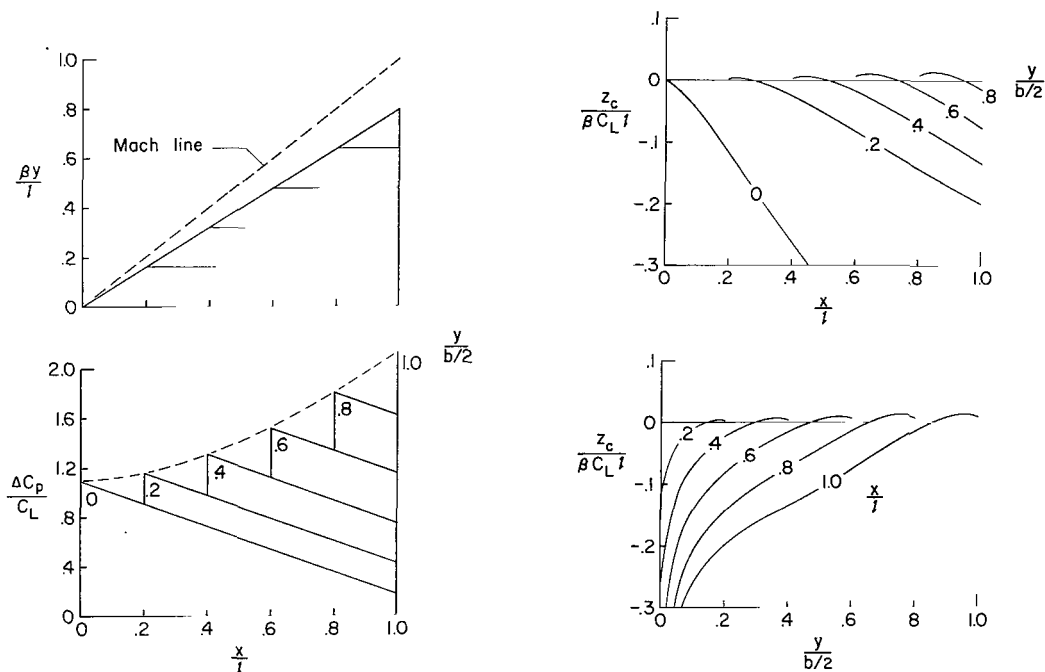 1.0
.8
.6
.4
.2
0
βy/l
Mach line
2.0
1.6
1.2
.8
.4
0
ΔCp/CL
0
.2
.4
.6
.8
1.0
y/b/2
0 .2 .4 .6 .8 1.0
x/l
.1
0
-.1
-.2
-.3
zc/βCLl
0
.2
.4
.6
.8
y/b/2
0 .2 .4 .6 .8 1.0
x/l
.1
0
-.1
-.2
-.3
zc/βCLl
.2
.4
.6
.8
1.0
x/l
0 .2 .4 .6 .8 1.0
y/b/2